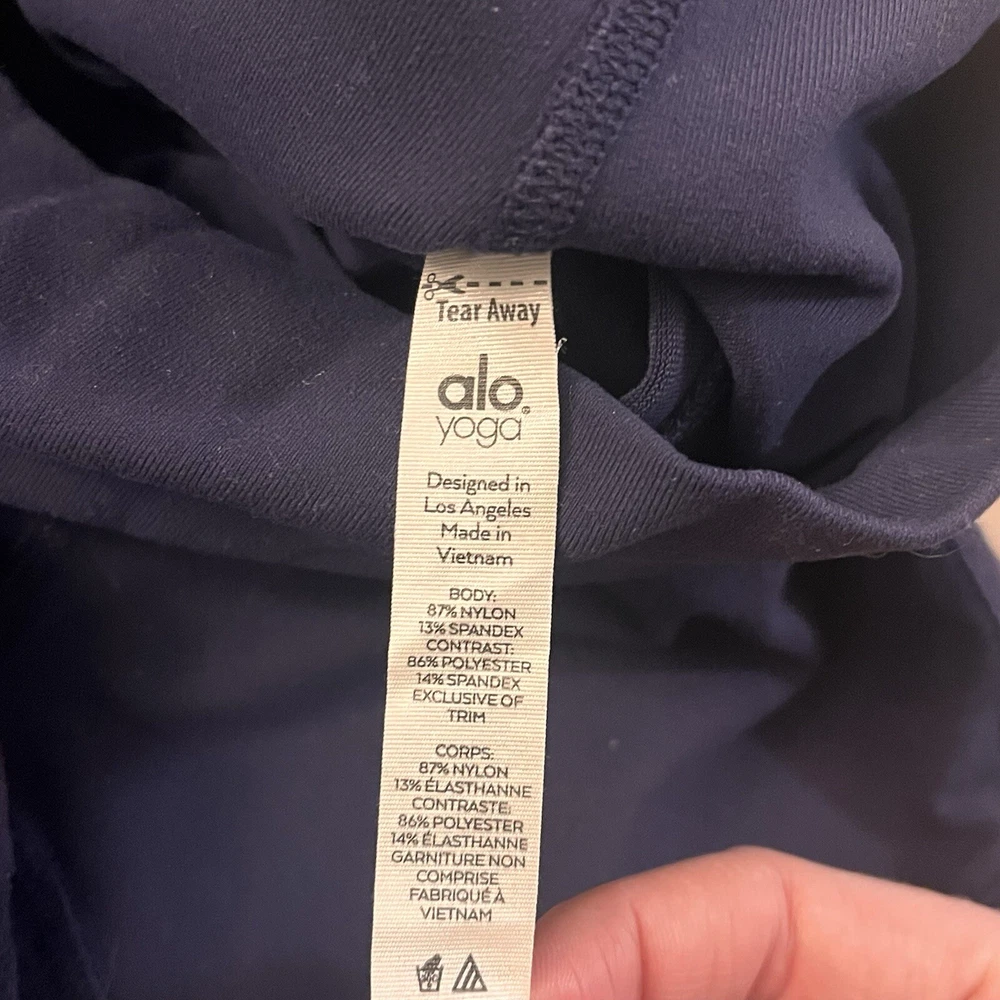 Tear Away
alo®
yoga
Designed in
Los Angeles
Made in
Vietnam
BODY:
87% NYLON
13% SPANDEX
CONTRAST:
86% POLYESTER
14% SPANDEX
EXCLUSIVE OF
TRIM
CORPS:
87% NYLON
13% ÉLASTHANNE
CONTRASTE:
86% POLYESTER
14% ÉLASTHANNE
GARNITURE NON
COMPRISE
FABRIQUÉ À
VIETNAM